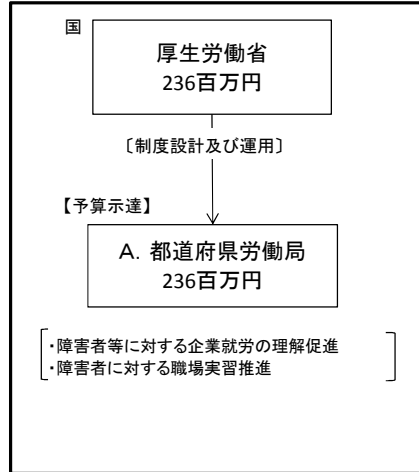 国
厚生労働省
236百万円
〔制度設計及び運用〕
【予算示達】
A. 都道府県労働局
236百万円
・障害者等に対する企業就労の理解促進
・障害者に対する職場実習推進